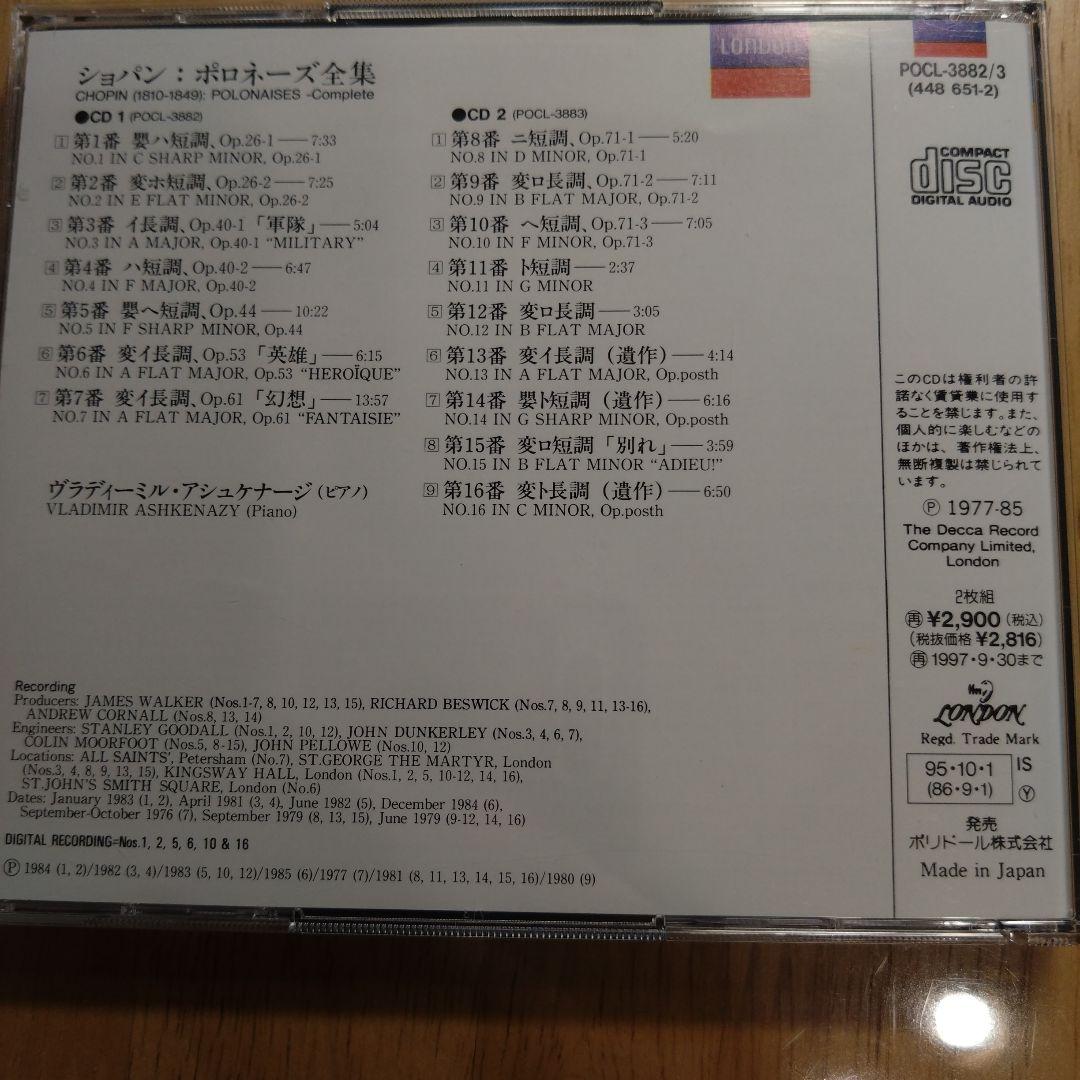 ショパン：ポロネーズ全集
CHOPIN (1810-1849): POLONAISES -Complete
●CD 1 (POCL-3882)
1 第1番 嬰ハ短調、Op.26-1 ── 7:33
NO.1 IN C SHARP MINOR, Op.26-1
2 第2番 変ホ短調、Op.26-2 ── 7:25
NO.2 IN E FLAT MINOR, Op.26-2
3 第3番 イ長調、Op.40-1「軍隊」── 5:04
NO.3 IN A MAJOR, Op.40-1 “MILITARY”
4 第4番 ハ短調、Op.40-2 ── 6:47
NO.4 IN F MAJOR, Op.40-2
5 第5番 嬰ヘ短調、Op.44 ── 10:22
NO.5 IN F SHARP MINOR, Op.44
6 第6番 変イ長調、Op.53「英雄」── 6:15
NO.6 IN A FLAT MAJOR, Op.53 “HEROÏQUE”
7 第7番 変イ長調、Op.61「幻想」── 13:57
NO.7 IN A FLAT MAJOR, Op.61 “FANTAISIE”
ヴラディーミル・アシュケナージ（ピアノ）
VLADIMIR ASHKENAZY (Piano)
●CD 2 (POCL-3883)
1 第8番 ニ短調、Op.71-1 ── 5:20
NO.8 IN D MINOR, Op.71-1
2 第9番 変ロ長調、Op.71-2 ── 7:11
NO.9 IN B FLAT MAJOR, Op.71-2
3 第10番 ヘ短調、Op.71-3 ── 7:05
NO.10 IN F MINOR, Op.71-3
4 第11番 ト短調 ── 2:37
NO.11 IN G MINOR
5 第12番 変ロ長調 ── 3:05
NO.12 IN B FLAT MAJOR
6 第13番 変イ長調（遺作）── 4:14
NO.13 IN A FLAT MAJOR, Op.posth
7 第14番 嬰ト短調（遺作）── 6:16
NO.14 IN G SHARP MINOR, Op.posth
8 第15番 変ロ短調「別れ」── 3:59
NO.15 IN B FLAT MINOR “ADIEU!”
9 第16番 変ト長調（遺作）── 6:50
NO.16 IN C MINOR, Op.posth
LONDON
Recording
Producers: JAMES WALKER (Nos.1-7, 8, 10, 12, 13, 15), RICHARD BESWICK (Nos.7, 8, 9, 11, 13-16),
ANDREW CORNALL (Nos.8, 13, 14)
Engineers: STANLEY GOODALL (Nos.1, 2, 10, 12), JOHN DUNKERLEY (Nos.3, 4, 6, 7),
COLIN MOORFOOT (Nos.5, 8-15), JOHN PELLOWE (Nos.10, 12)
Locations: ALL SAINTS', Petersham (No.7), ST.GEORGE THE MARTYR, London
(Nos.3, 4, 8, 9, 13, 15), KINGSWAY HALL, London (Nos.1, 2, 5, 10-12, 14, 16),
ST.JOHN'S SMITH SQUARE, London (No.6)
Dates: January 1983 (1, 2), April 1981 (3, 4), June 1982 (5), December 1984 (6),
September-October 1976 (7), September 1979 (8, 13, 15), June 1979 (9-12, 14, 16)
DIGITAL RECORDING=Nos.1, 2, 5, 6, 10 & 16
Ⓟ 1984 (1, 2)/1982 (3, 4)/1983 (5, 10, 12)/1985 (6)/1977 (7)/1981 (8, 11, 13, 14, 15, 16)/1980 (9)
POCL-3882/3
(448 651-2)
COMPACT
disc
DIGITAL AUDIO
このCDは権利者の許
諾なく賃貸業に使用す
ることを禁じます。また、
個人的に楽しむなどの
ほかは、著作権法上、
無断複製は禁じられて
います。
Ⓟ 1977-85
The Decca Record
Company Limited,
London
2枚組
再 ¥2,900（税込）
（税抜価格 ¥2,816）
再 1997・9・30まで
LONDON
Regd. Trade Mark
95・10・1
(86・9・1)
IS
Ⓨ
発売
ポリドール株式会社
Made in Japan